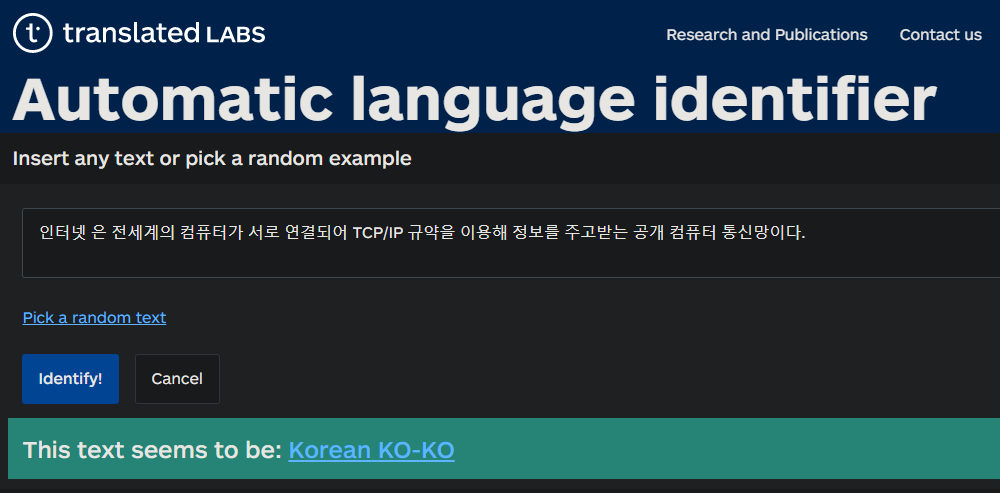 translated LABS
Research and Publications
Contact us
Automatic language identifier
Insert any text or pick a random example
인터넷 은 전세계의 컴퓨터가 서로 연결되어 TCP/IP 규약을 이용해 정보를 주고받는 공개 컴퓨터 통신망이다.
Pick a random text
Identify!
Cancel
This text seems to be: Korean KO-KO